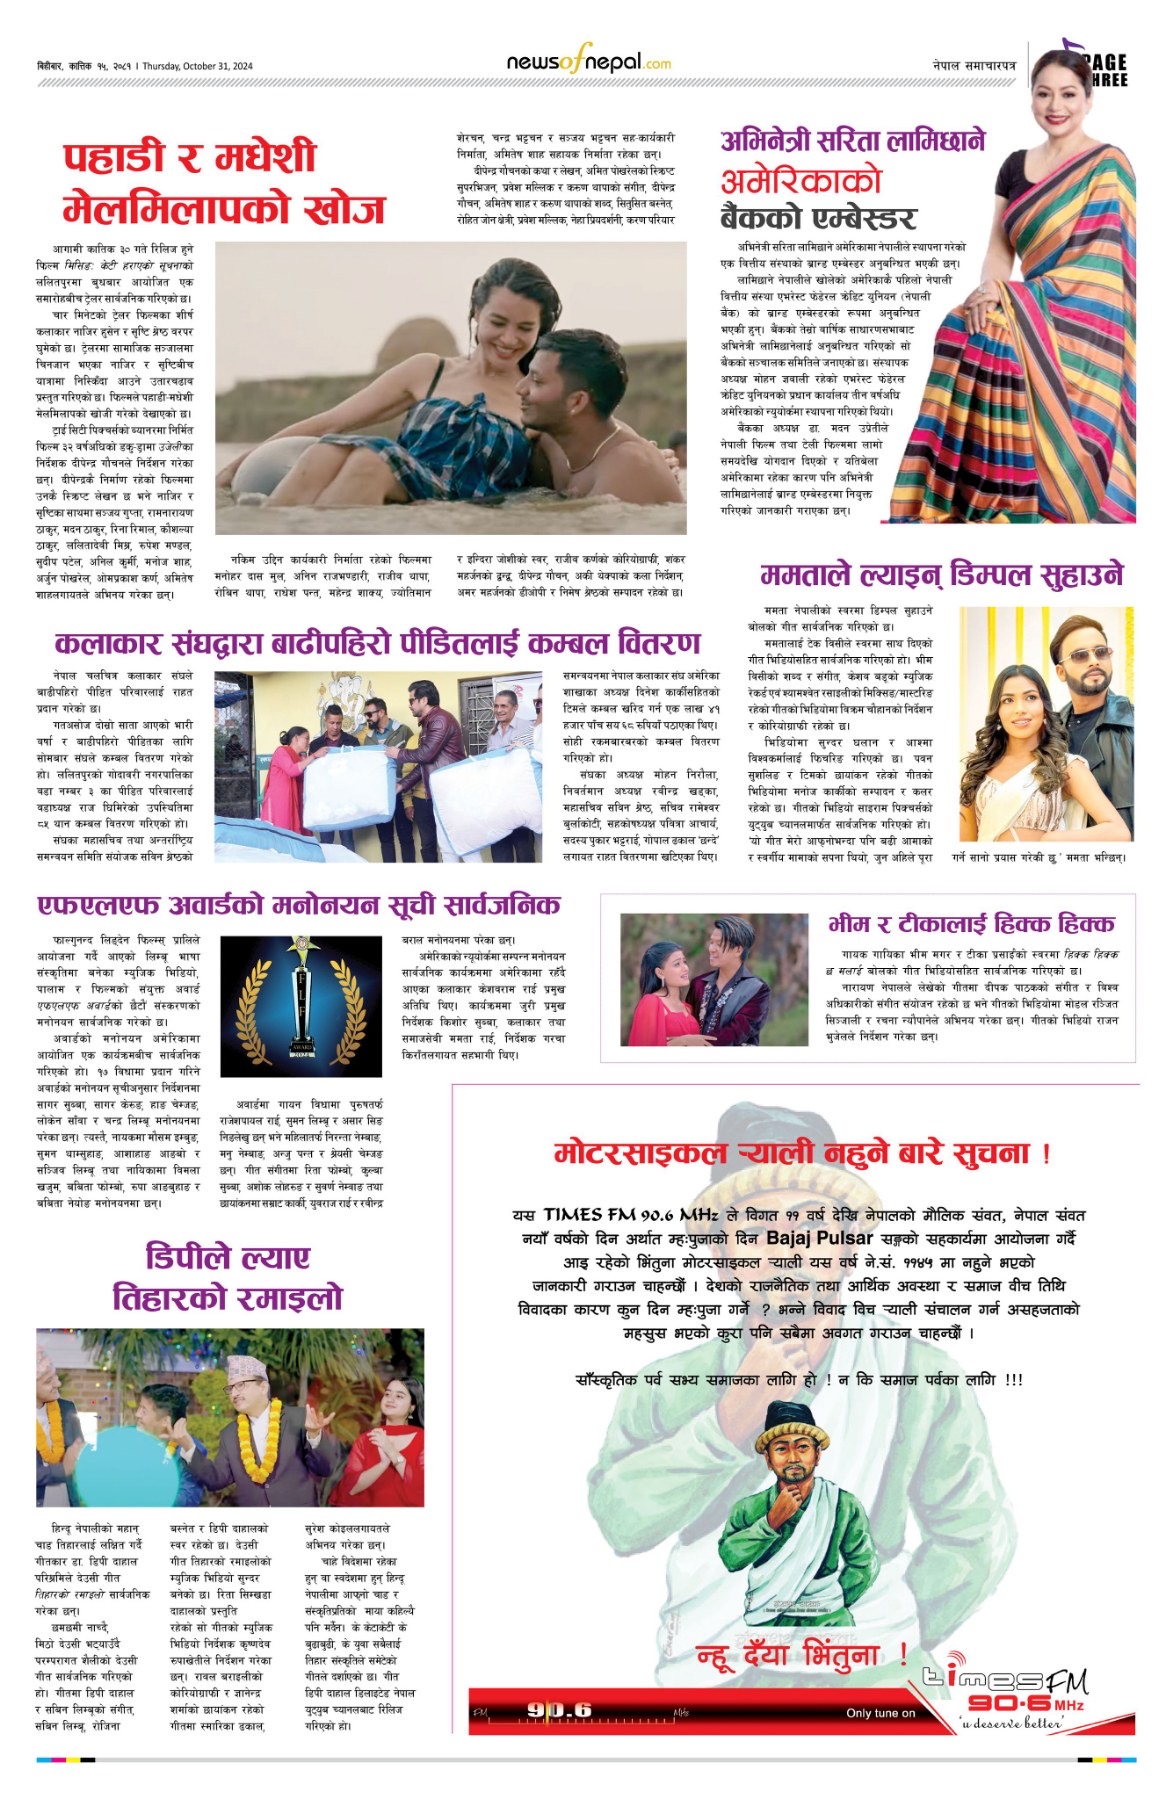 बिहीबार, कात्तिक १५, २०८१ । Thursday, October 31, 2024
newsofnepal.com
नेपाल समाचारपत्र
PAGE
THREE
पहाडी र मधेशी
मेलमिलापको खोज
आगामी कातिक ३० गते रिलिज हुने
फिल्म मिसिङः केटी हराएको सूचनाको
ललितपुरमा बुधबार आयोजित एक
समारोहबीच ट्रेलर सार्वजनिक गरिएको छ।
चार मिनेटको ट्रेलर फिल्मका शीर्ष
कलाकार नाजिर हुसेन र सृष्टि श्रेष्ठ वरपर
घुमेको छ। ट्रेलरमा सामाजिक सञ्जालमा
चिनजान भएका नाजिर र सृष्टिबीच
यात्रामा निस्किँदा आउने उतारचढाव
प्रस्तुत गरिएको छ। फिल्मले पहाडी-मधेशी
मेलमिलापको खोजी गरेको देखाएको छ।
ट्राई सिटी पिक्चर्सको ब्यानरमा निर्मित
फिल्म ३२ वर्षअघिको डकु-ड्रामा उजेलीका
निर्देशक दीपेन्द्र गौचनले निर्देशन गरेका
छन्। दीपेन्द्रकै निर्माण रहेको फिल्ममा
उनकै स्क्रिप्ट लेखन छ भने नाजिर र
सृष्टिका साथमा सञ्जय गुप्ता, रामनारायण
ठाकुर, मदन ठाकुर, रिना रिमाल, कौशल्या
ठाकुर, ललितादेवी मिश्र, रुपेश मण्डल,
सुदीप पटेल, अनिल कुर्मी, मनोज शाह,
अर्जुन पोखरेल, ओमप्रकाश कर्ण, अमितेष
शाहलगायतले अभिनय गरेका छन्।
नकिम उद्दिन कार्यकारी निर्माता रहेको फिल्ममा
मनोहर दास मुल, अनिन राजभण्डारी, राजीव थापा,
रोबिन थापा, राधेश पन्त, महेन्द्र शाक्य, ज्योतिमान
शेरचन, चन्द्र भट्टचन र सञ्जय भट्टचन सह-कार्यकारी
निर्माता, अमितेष शाह सहायक निर्माता रहेका छन्।
दीपेन्द्र गौचनको कथा र लेखन, अमित पोखरेलको स्क्रिप्ट
सुपरभिजन, प्रवेश मल्लिक र करुण थापाको संगीत, दीपेन्द्र
गौचन, अमितेष शाह र करुण थापाको शब्द, सितुसित बस्नेत,
रोहित जोन क्षेत्री, प्रवेश मल्लिक, नेहा प्रियदर्शनी, करण परियार
र इन्दिरा जोशीको स्वर, राजीव कर्णको कोरियोग्राफी, शंकर
महर्जनको द्वन्द्व, दीपेन्द्र गौचन, अकी थेक्पाको कला निर्देशन,
अमर महर्जनको डीओपी र निमेष श्रेष्ठको सम्पादन रहेको छ।
अभिनेत्री सरिता लामिछाने
अमेरिकाको
बैंकको एम्बेस्डर
अभिनेत्री सरिता लामिछाने अमेरिकामा नेपालीले स्थापना गरेको
एक वित्तीय संस्थाको ब्रान्ड एम्बेस्डर अनुबन्धित भएकी छन्।
लामिछाने नेपालीले खोलेको अमेरिकाकै पहिलो नेपाली
वित्तीय संस्था एभरेस्ट फेडेरल क्रेडिट युनियन (नेपाली
बैंक) को ब्रान्ड एम्बेस्डरको रूपमा अनुबन्धित
भएकी हुन्। बैंकको तेस्रो वार्षिक साधारणसभाबाट
अभिनेत्री लामिछानेलाई अनुबन्धित गरिएको सो
बैंकको सञ्चालक समितिले जनाएको छ। संस्थापक
अध्यक्ष मोहन ज्ञवाली रहेको एभरेस्ट फेडेरल
क्रेडिट युनियनको प्रधान कार्यालय तीन वर्षअघि
अमेरिकाको न्युयोर्कमा स्थापना गरिएको थियो।
बैंकका अध्यक्ष डा. मदन उप्रेतीले
नेपाली फिल्म तथा टेली फिल्ममा लामो
समयदेखि योगदान दिएको र यतिबेला
अमेरिकामा रहेका कारण पनि अभिनेत्री
लामिछानेलाई ब्रान्ड एम्बेस्डरमा नियुक्त
गरिएको जानकारी गराएका छन्।
कलाकार संघद्वारा बाढीपहिरो पीडितलाई कम्बल वितरण
नेपाल चलचित्र कलाकार संघले
बाढीपहिरो पीडित परिवारलाई राहत
प्रदान गरेको छ।
गतअसोज दोस्रो साता आएको भारी
वर्षा र बाढीपहिरो पीडितका लागि
सोमबार संघले कम्बल वितरण गरेको
हो। ललितपुरको गोदावरी नगरपालिका
वडा नम्बर ३ का पीडित परिवारलाई
वडाध्यक्ष राज घिमिरेको उपस्थितिमा
८५ थान कम्बल वितरण गरिएको हो।
संघका महासचिव तथा अन्तर्राष्ट्रिय
समन्वयन समिति संयोजक सविन श्रेष्ठको
समन्वयनमा नेपाल कलाकार संघ अमेरिका
शाखाका अध्यक्ष दिनेश कार्कीसहितको
टिमले कम्बल खरिद गर्न एक लाख ४१
हजार पाँच सय ६८ रुपियाँ पठाएका थिए।
सोही रकमबारबरको कम्बल वितरण
गरिएको हो।
संघका अध्यक्ष मोहन निरौला,
निवर्तमान अध्यक्ष रवीन्द्र खड्का,
महासचिव सविन श्रेष्ठ, सचिव रामेश्वर
बुर्लाकोटी, सहकोषाध्यक्ष पवित्रा आचार्य,
सदस्य पुकार भट्टराई, गोपाल ढकाल 'छन्दे'
लगायत राहत वितरणमा खटिएका थिए।
ममताले ल्याइन् डिम्पल सुहाउने
ममता नेपालीको स्वरमा डिम्पल सुहाउने
बोलको गीत सार्वजनिक गरिएको छ।
ममतालाई टेक विसीले स्वरमा साथ दिएको
गीत भिडियोसहित सार्वजनिक गरिएको हो। भीम
विसीको शब्द र संगीत, केशव बड्को म्युजिक
रेकर्ड एवं श्यामश्वेत रसाइलीको मिक्सिङ/मास्टरिङ
रहेको गीतको भिडियोमा विक्रम चौहानको निर्देशन
र कोरियोग्राफी रहेको छ।
भिडियोमा सुन्दर घलान र आश्मा
विश्वकर्मालाई फिचरिङ गरिएको छ। पवन
सुशलिङ र टिमको छायांकन रहेको गीतको
भिडियोमा मनोज कार्कीको सम्पादन र कलर
रहेको छ। गीतको भिडियो साइराम पिक्चर्सको
युट्युब च्यानलमार्फत सार्वजनिक गरिएको हो।
'यो गीत मेरो आफ्नोभन्दा पनि बढी आमाको
र स्वर्गीय मामाको सपना थियो, जुन अहिले पूरा
गर्ने सानो प्रयास गरेकी छु,' ममता भन्छिन्।
एफएलएफ अवार्डको मनोनयन सूची सार्वजनिक
फाल्गुनन्द लिङ्देन फिल्म्स् प्रालिले
आयोजना गर्दै आएको लिम्बू भाषा
संस्कृतिमा बनेका म्युजिक भिडियो,
पालाम र फिल्मको संयुक्त अवार्ड
एफएलएफ अवार्डको छैटौं संस्करणको
मनोनयन सार्वजनिक गरेको छ।
अवार्डको मनोनयन अमेरिकामा
आयोजित एक कार्यक्रमबीच सार्वजनिक
गरिएको हो। १७ विधामा प्रदान गरिने
अवार्डको मनोनयन सूचीअनुसार निर्देशनमा
सागर सुब्बा, सागर केरुङ, हाङ चेम्जङ,
लोकेन साँवा र चन्द्र लिम्बू मनोनयनमा
परेका छन्। त्यस्तै, नायकमा मौसम इम्बुङ,
सुमन थाम्सुहाङ, आशाहाङ आङबो र
सञ्जिव लिम्बू तथा नायिकामा विमला
खजुम, बबिता फोम्बो, रुपा आङबुहाङ र
बबिता नेयोङ मनोनयनमा छन्।
FLF
AWARD
अवार्डमा गायन विधामा पुरुषतर्फ
राजेशपायल राई, सुमन लिम्बू र असार सिङ
निङलेखु छन् भने महिलातर्फ निरन्ता नेम्बाङ,
मनु नेम्बाङ, अन्जु पन्त र श्रेयसी चेम्जङ
छन्। गीत संगीतमा रिता फोम्बो, कुल्बा
सुब्बा, अशोक लोहरुङ र सुवर्ण नेम्वाङ तथा
छायांकनमा सम्राट कार्की, युवराज राई र रवीन्द्र
बराल मनोनयनमा परेका छन्।
अमेरिकाको न्यूयोर्कमा सम्पन्न मनोनयन
सार्वजनिक कार्यक्रममा अमेरिकामा रहँदै
आएका कलाकार केशवराम राई प्रमुख
अतिथि थिए। कार्यक्रममा जुरी प्रमुख
निर्देशक किशोर सुब्बा, कलाकार तथा
समाजसेवी ममता राई, निर्देशक गरचा
किराँतलगायत सहभागी थिए।
भीम र टीकालाई हिक्क हिक्क
गायक गायिका भीम मगर र टीका प्रसाईंको स्वरमा हिक्क हिक्क
छ मलाई बोलको गीत भिडियोसहित सार्वजनिक गरिएको छ।
नारायण नेपालले लेखेको गीतमा दीपक पाठकको संगीत र विश्व
अधिकारीको संगीत संयोजन रहेको छ भने गीतको भिडियोमा मोडल रञ्जित
सिञ्जाली र रचना न्यौपानेले अभिनय गरेका छन्। गीतको भिडियो राजन
भुजेलले निर्देशन गरेका छन्।
डिपीले ल्याए
तिहारको रमाइलो
हिन्दू नेपालीको महान्
चाड तिहारलाई लक्षित गर्दै
गीतकार डा. डिपी दाहाल
परिश्रमिले देउसी गीत
तिहारको रमाइलो सार्वजनिक
गरेका छन्।
छमछमी नाच्दै,
मिठो देउसी भट्याउँदै
परम्परागत शैलीको देउसी
गीत सार्वजनिक गरिएको
हो। गीतमा डिपी दाहाल
र सबिन लिम्बूको संगीत,
सबिन लिम्बू, रोजिना
बस्नेत र डिपी दाहालको
स्वर रहेको छ। देउसी
गीत तिहारको रमाइलोको
म्युजिक भिडियो सुन्दर
बनेको छ। रिता सिम्खडा
दाहालको प्रस्तुति
रहेको सो गीतको म्युजिक
भिडियो निर्देशक कृष्णदेव
रुपाखेतीले निर्देशन गरेका
छन्। रावल बराइलीको
कोरियोग्राफी र ज्ञानेन्द्र
शर्माको छायांकन रहेको
गीतमा स्मारिका ढकाल,
सुरेश कोइललगायतले
अभिनय गरेका छन्।
चाहे विदेशमा रहेका
हुन् वा स्वदेशमा हुन् हिन्दू
नेपालीमा आफ्नो चाड र
संस्कृतिप्रतिको माया कहिल्यै
पनि मर्दैन। के केटाकेटी के
बुढाबुढी, के युवा सबैलाई
तिहार संस्कृतिले समेटेको
गीतले दर्शाएको छ। गीत
डिपी दाहाल डिलाइटेड नेपाल
युट्युब च्यानलबाट रिलिज
गरिएको हो।
मोटरसाइकल ऱ्याली नहुने बारे सुचना !
यस TIMES FM 90.6 MHz ले विगत ११ वर्ष देखि नेपालको मौलिक संवत, नेपाल संवत
नयाँ वर्षको दिन अर्थात म्हःपुजाको दिन Bajaj Pulsar सङ्गको सहकार्यमा आयोजना गर्दै
आइ रहेको भिंतुना मोटरसाइकल ऱ्याली यस वर्ष ने.सं. ११४५ मा नहुने भएको
जानकारी गराउन चाहन्छौं । देशको राजनैतिक तथा आर्थिक अवस्था र समाज वीच तिथि
विवादका कारण कुन दिन म्हःपुजा गर्ने ? भन्ने विवाद विच ऱ्याली संचालन गर्न असहजताको
महसुस भएको कुरा पनि सबैमा अवगत गराउन चाहन्छौं ।
साँस्कृतिक पर्व सभ्य समाजका लागि हो ! न कि समाज पर्वका लागि !!!
न्हू दँया भिंतुना !
FM 90.6 MHz
Only tune on
times FM
90.6 MHz
'u deserve better'